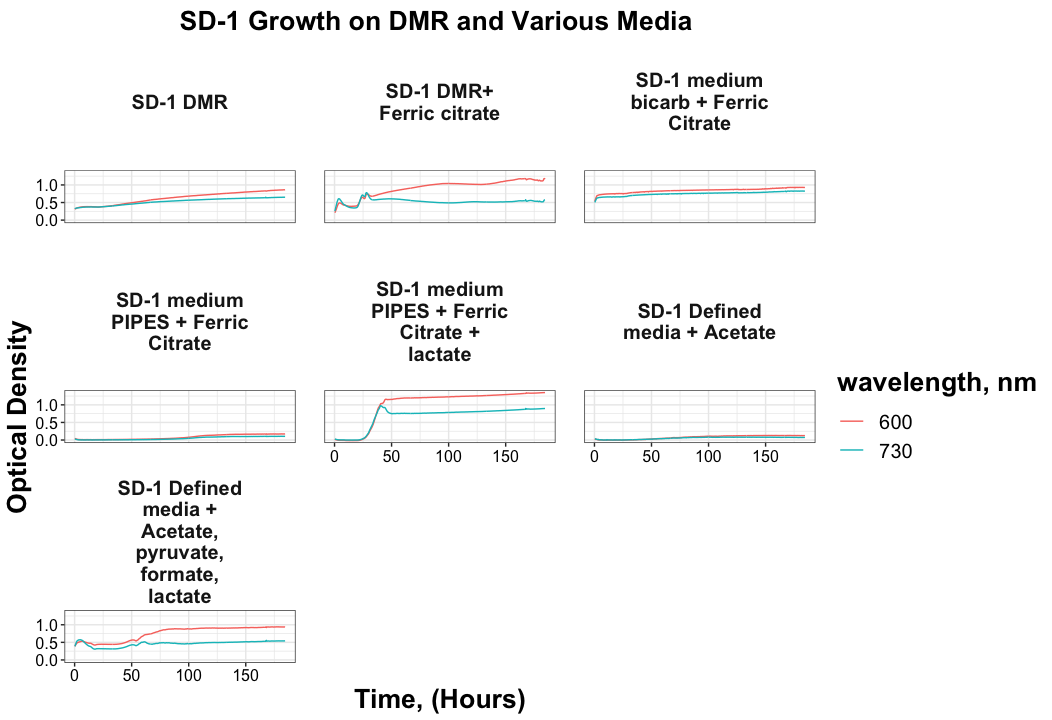 SD-1 Growth on DMR and Various Media
SD-1 DMR
SD-1 DMR+
Ferric citrate
SD-1 medium
bicarb + Ferric
Citrate
1.0
0.5
0.0
SD-1 medium
PIPES + Ferric
Citrate
SD-1 medium
PIPES + Ferric
Citrate +
lactate
SD-1 Defined
media + Acetate
1.0
0.5
0.0
0 50 100 150
0 50 100 150
SD-1 Defined
media +
Acetate,
pyruvate,
formate,
lactate
1.0
0.5
0.0
0 50 100 150
Optical Density
Time, (Hours)
wavelength, nm
600
730